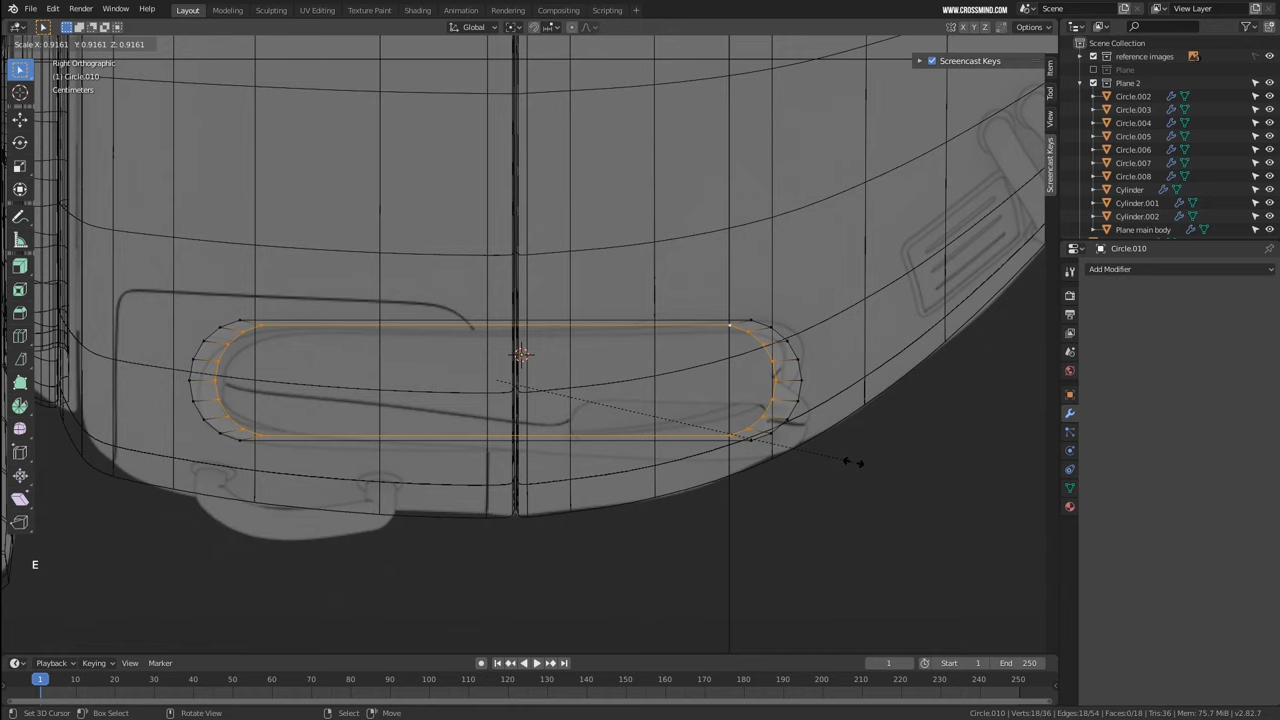 File Edit Render Window Help Layout Modeling Sculpting UV Editing Texture Paint Shading Animation Rendering Compositing Scripting + WWW.CROSSMIND.COM Scene View Layer
Global X Y Z Options
Scale X: 0.9161 Y: 0.9161 Z: 0.9161
Right Orthographic
(1) Circle.010
Centimeters
Screencast Keys
Item
Tool
View
Screencast Keys
E
Scene Collection
reference images
Plane
Plane 2
Circle.002
Circle.003
Circle.004
Circle.005
Circle.006
Circle.007
Circle.008
Cylinder
Cylinder.001
Cylinder.002
Plane main body
Circle.010
Add Modifier
Playback Keying View Marker 1 Start 1 End 250
1 10 20 30 40 50 60 70 80 90 100 110 120 130 140 150 160 170 180 190 200 210 220 230 240 250
Set 3D Cursor Box Select Rotate View Select Move Circle.010 | Verts:18/36 | Edges:18/54 | Faces:0/18 | Tris:36 | Mem: 75.7 MiB | v2.82.7